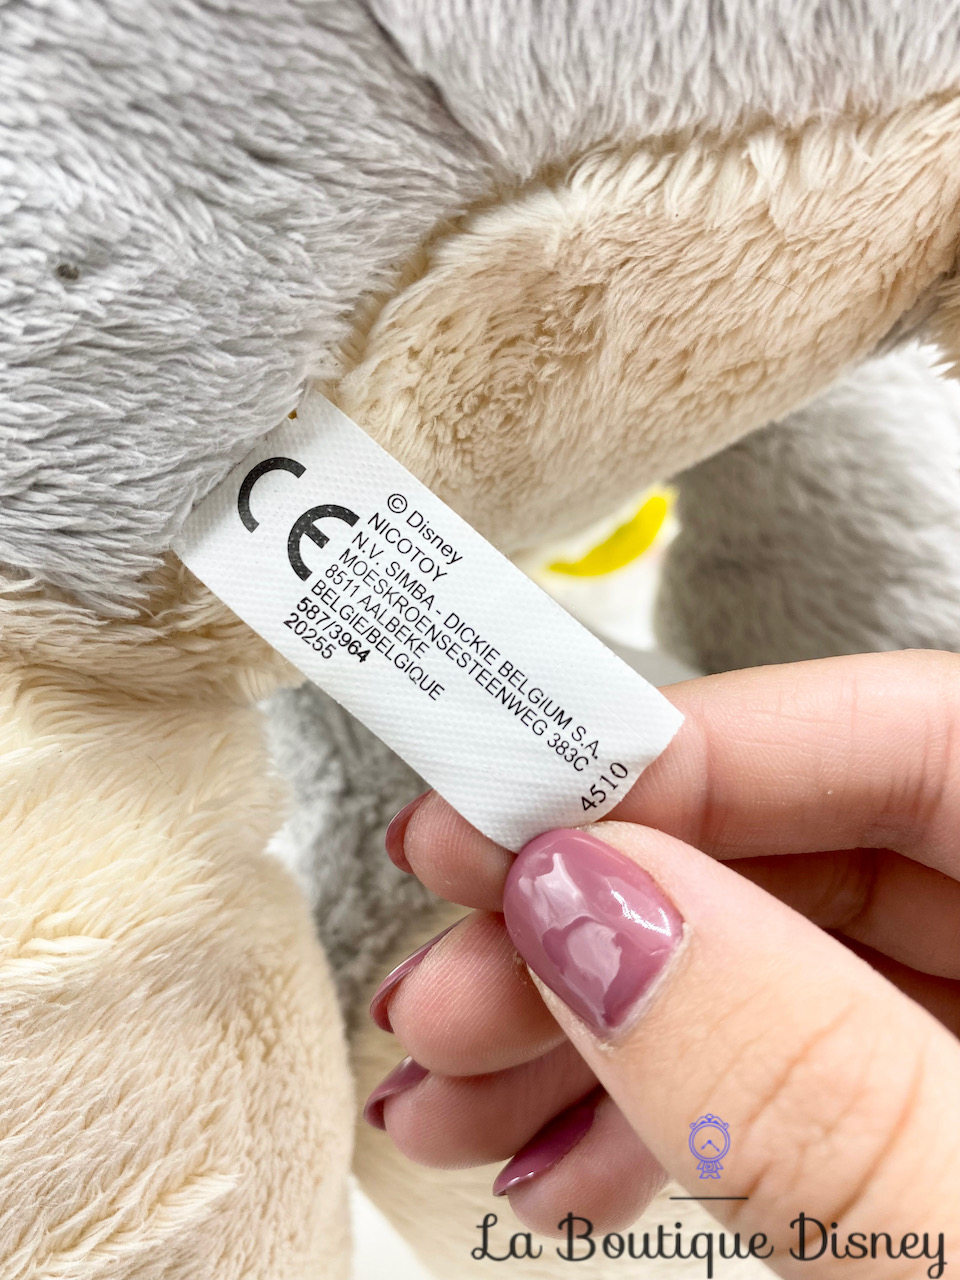 CE
© Disney
NICOTOY
N.V. SIMBA - DICKIE BELGIUM S.A.
MOESKROENSESTEENWEG 383C
8511 AALBEKE
BELGIE/BELGIQUE
587/3964
20255
4510
La Boutique Disney